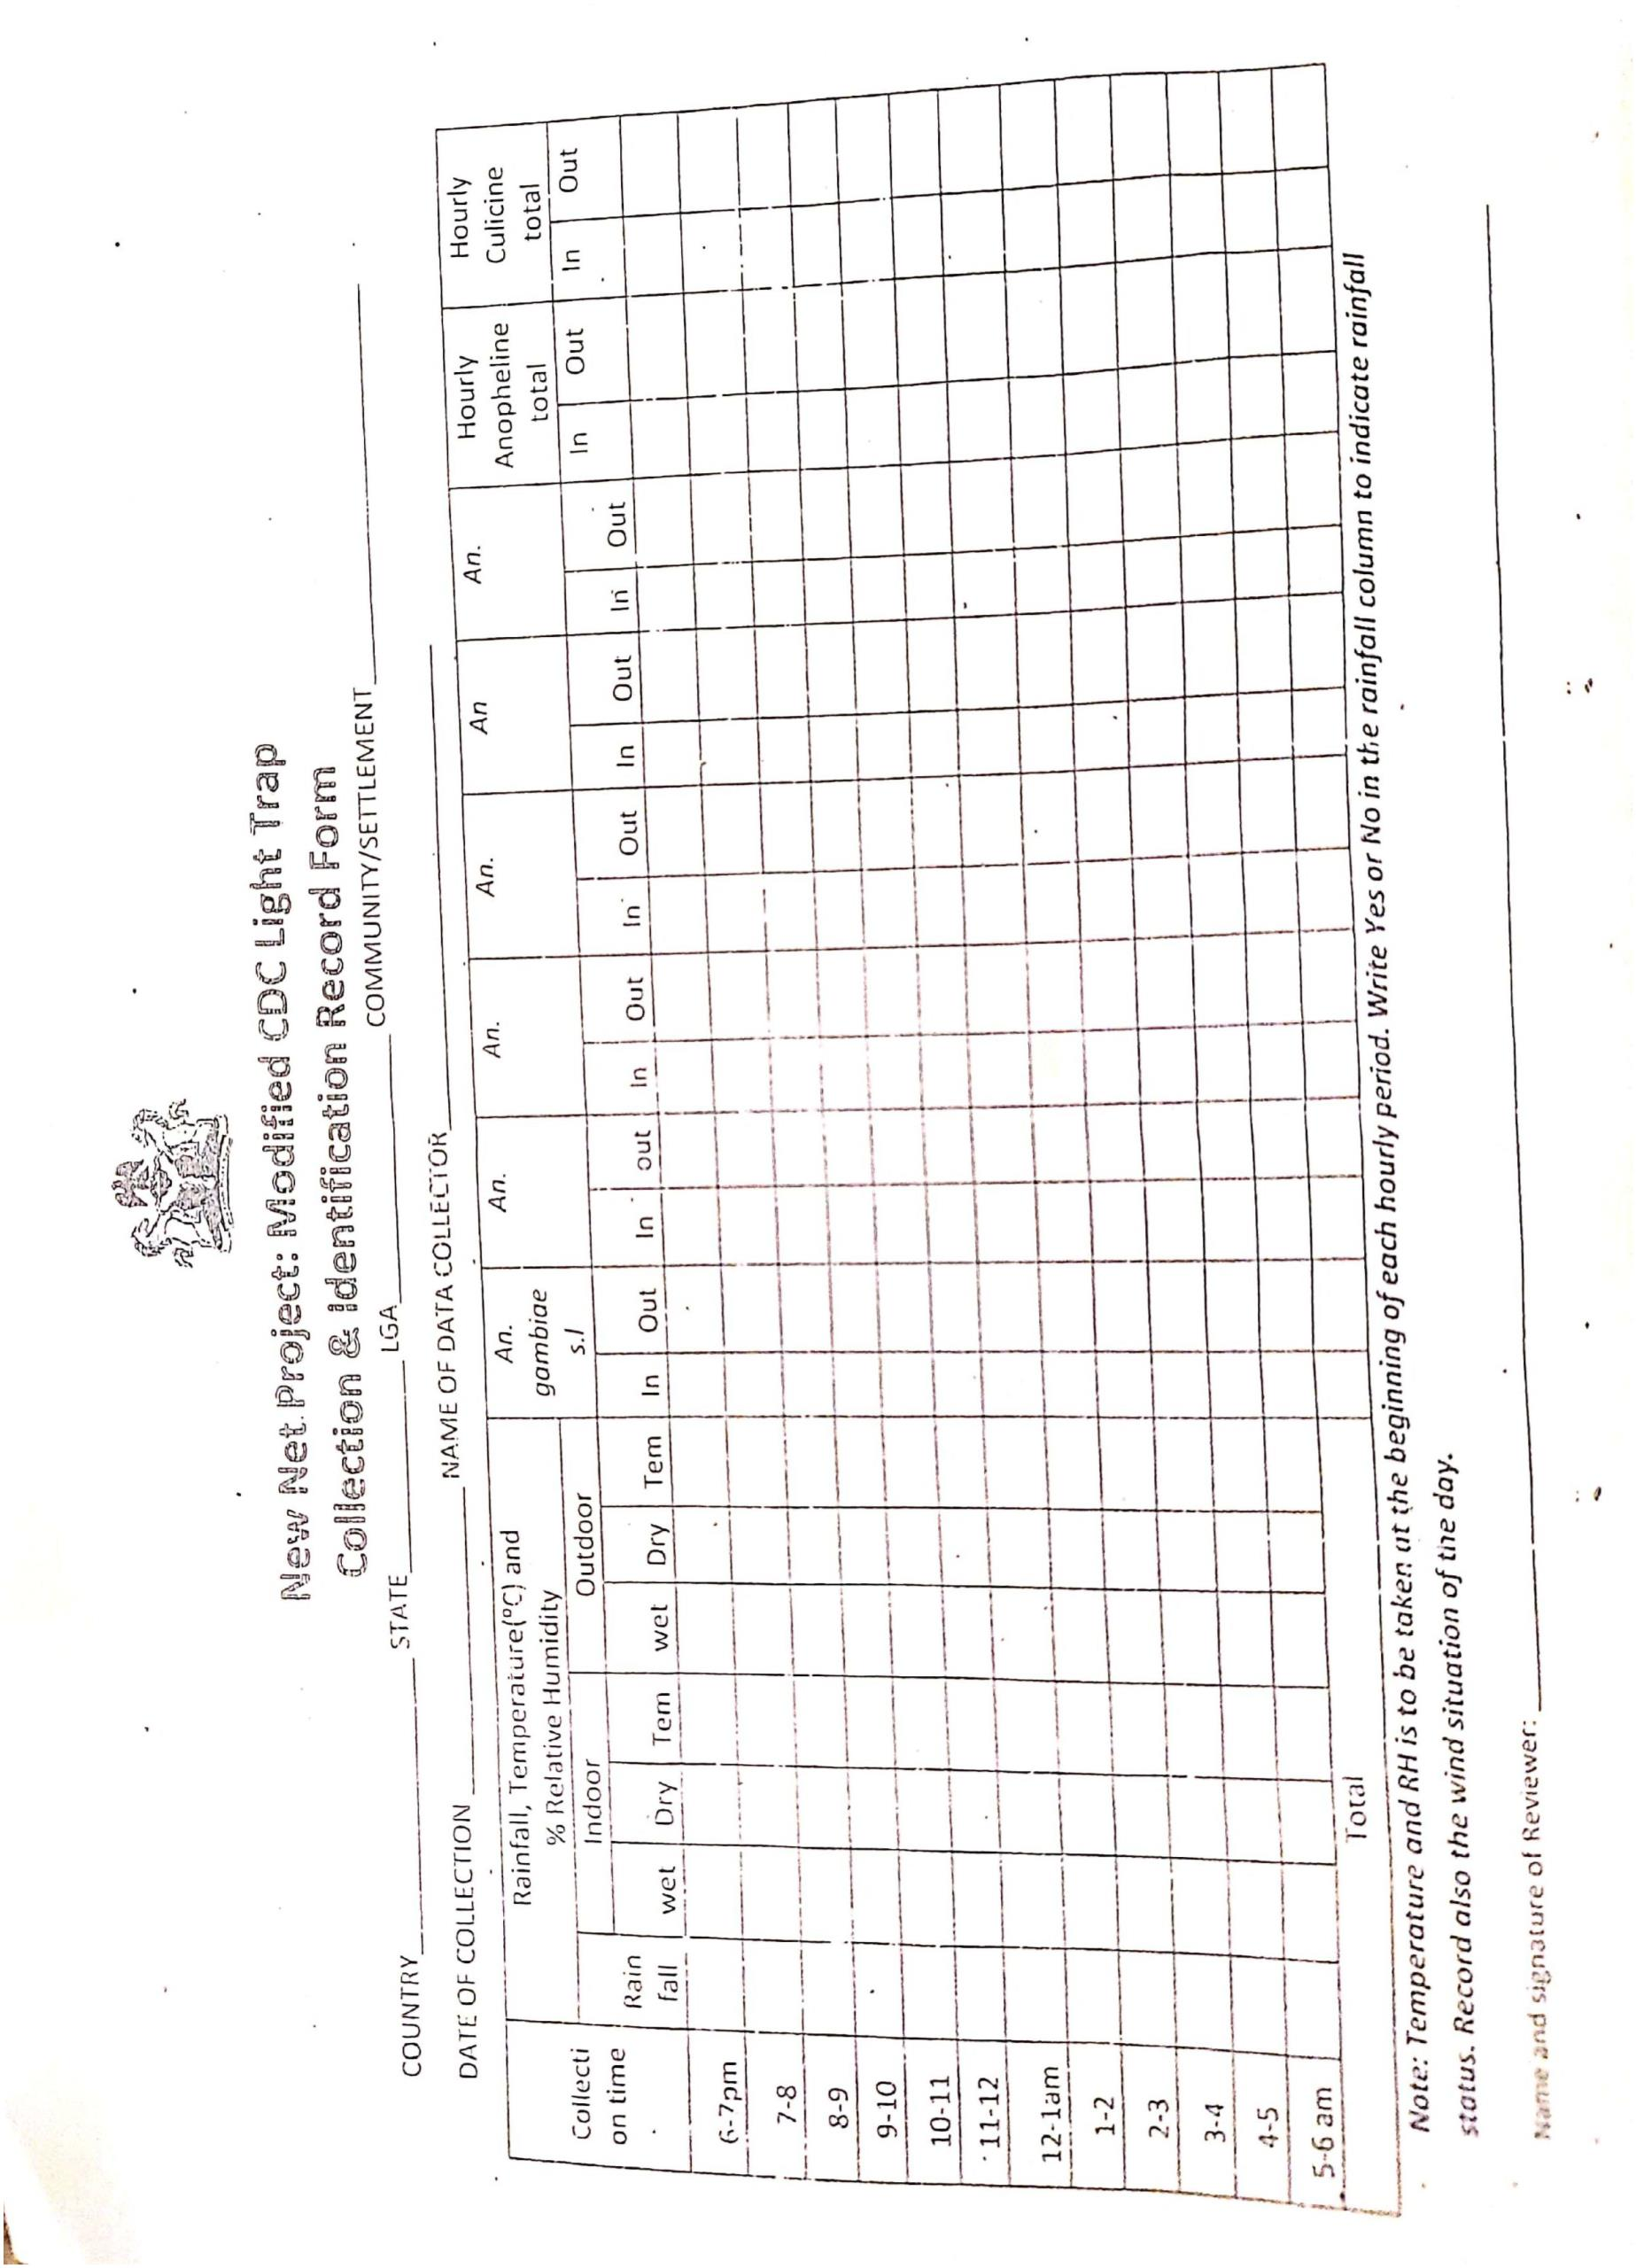 New Net Project: Modified CDC Light Trap
Collection & Identification Record Form
COUNTRY STATE LGA COMMUNITY/SETTLEMENT
DATE OF COLLECTION NAME OF DATA COLLECTOR
Rainfall, Temperature(°C) and An. An. An. An. An An. Hourly Hourly
% Relative Humidity gambiae Anopheline Culicine
s.l total total
Collecti Indoor Outdoor In Out In Out
on time Rain fall wet Dry Tem wet Dry Tem In Out In out In Out In Out In Out In Out
6-7pm
7-8
8-9
9-10
10-11
11-12
12-1am
1-2
2-3
3-4
4-5
5-6 am
Total
Note: Temperature and RH is to be taken at the beginning of each hourly period. Write Yes or No in the rainfall column to indicate rainfall
status. Record also the wind situation of the day.
Name and signature of Reviewer: